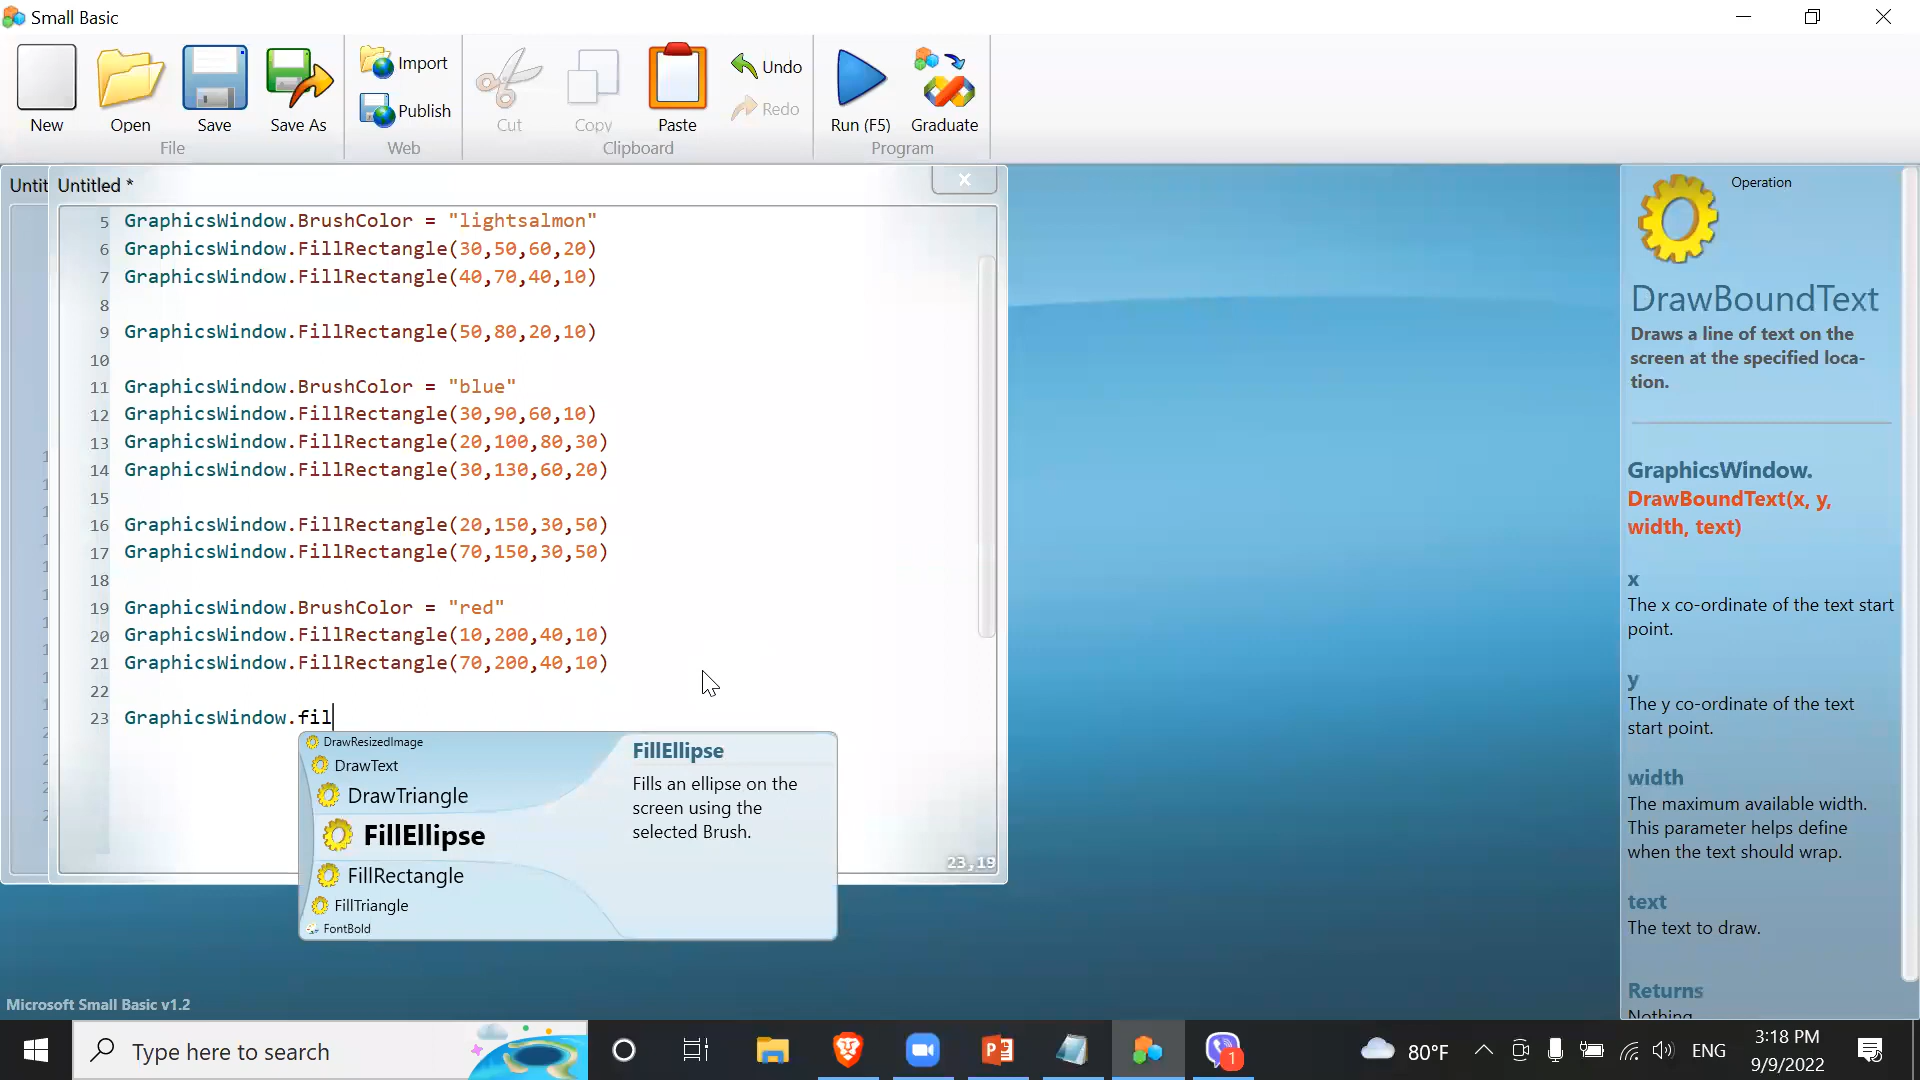 Small Basic
New
Open
Save
Save As
File
Import
Publish
Web
Cut
Copy
Paste
Undo
Redo
Clipboard
Run (F5)
Graduate
Program
Untit
Untitled *
5 GraphicsWindow.BrushColor = "lightsalmon"
6 GraphicsWindow.FillRectangle(30,50,60,20)
7 GraphicsWindow.FillRectangle(40,70,40,10)
8
9 GraphicsWindow.FillRectangle(50,80,20,10)
10
11 GraphicsWindow.BrushColor = "blue"
12 GraphicsWindow.FillRectangle(30,90,60,10)
13 GraphicsWindow.FillRectangle(20,100,80,30)
14 GraphicsWindow.FillRectangle(30,130,60,20)
15
16 GraphicsWindow.FillRectangle(20,150,30,50)
17 GraphicsWindow.FillRectangle(70,150,30,50)
18
19 GraphicsWindow.BrushColor = "red"
20 GraphicsWindow.FillRectangle(10,200,40,10)
21 GraphicsWindow.FillRectangle(70,200,40,10)
22
23 GraphicsWindow.fil
DrawResizedImage
DrawText
DrawTriangle
FillEllipse
FillRectangle
FillTriangle
FontBold
FillEllipse
Fills an ellipse on the
screen using the
selected Brush.
23,19
Operation
DrawBoundText
Draws a line of text on the
screen at the specified loca-
tion.
GraphicsWindow.
DrawBoundText(x, y,
width, text)
x
The x co-ordinate of the text start
point.
y
The y co-ordinate of the text
start point.
width
The maximum available width.
This parameter helps define
when the text should wrap.
text
The text to draw.
Returns
Nothing
Microsoft Small Basic v1.2
Type here to search
1
80°F
ENG
3:18 PM
9/9/2022